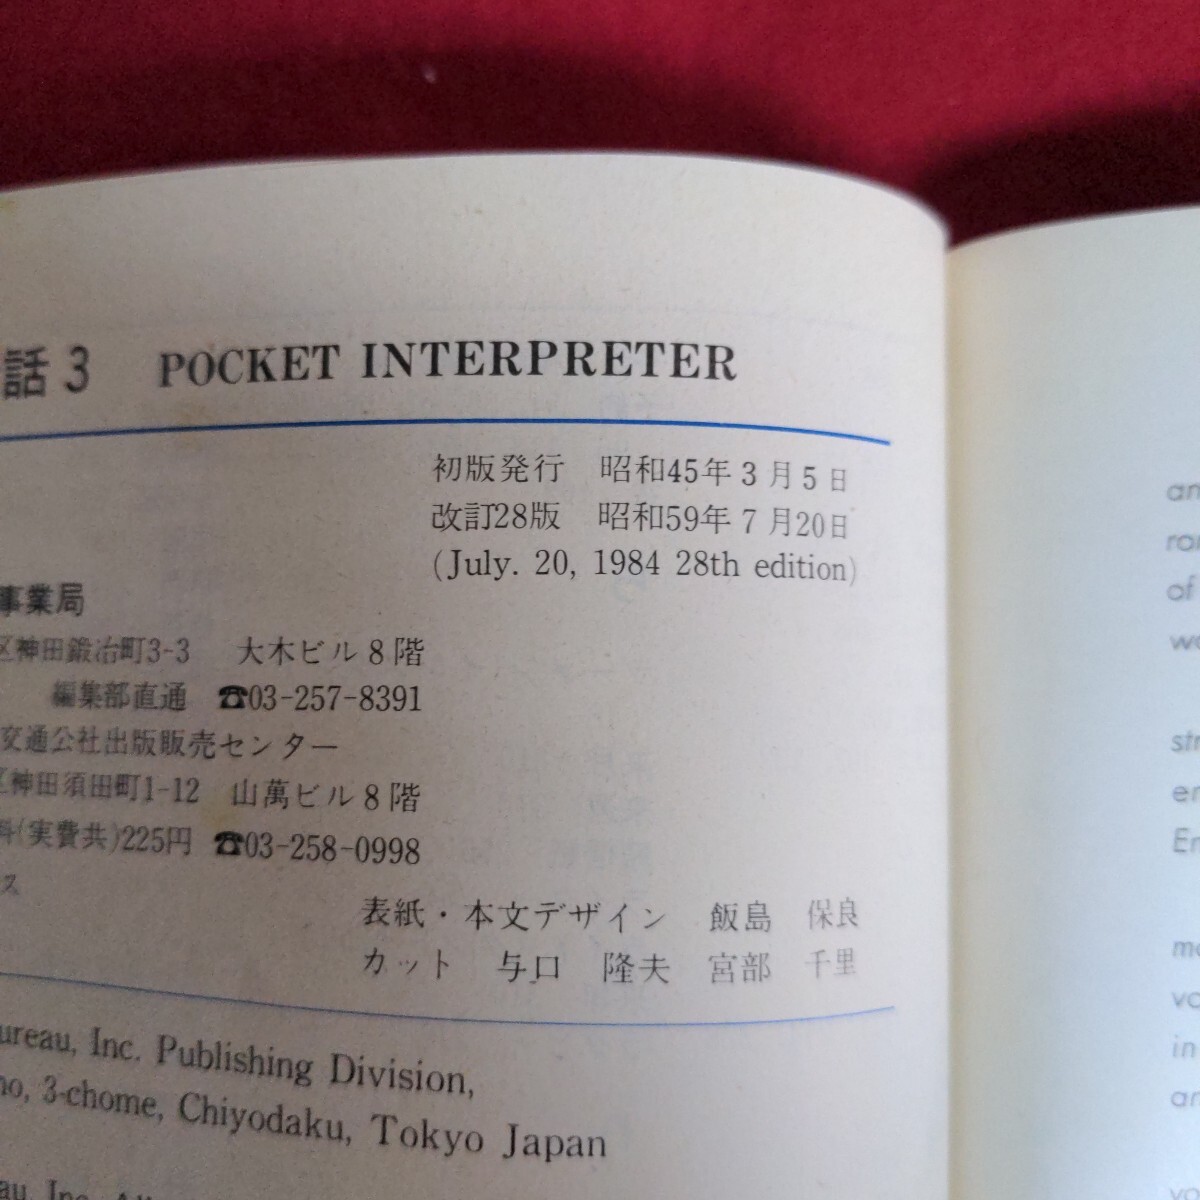 話3 POCKET INTERPRETER
初版発行 昭和45年3月5日
改訂28版 昭和59年7月20日
(July. 20, 1984 28th edition)
事業局
区神田鍛冶町3-3 大木ビル8階
編集部直通 ☎03-257-8391
交通公社出版販売センター
区神田須田町1-12 山萬ビル8階
料(実費共)225円 ☎03-258-0998
ス
表紙・本文デザイン 飯島 保良
カット 与口 隆夫 宮部 千里
ureau, Inc. Publishing Division,
no, 3-chome, Chiyodaku, Tokyo Japan
au, Inc.
an
of
str
in
an